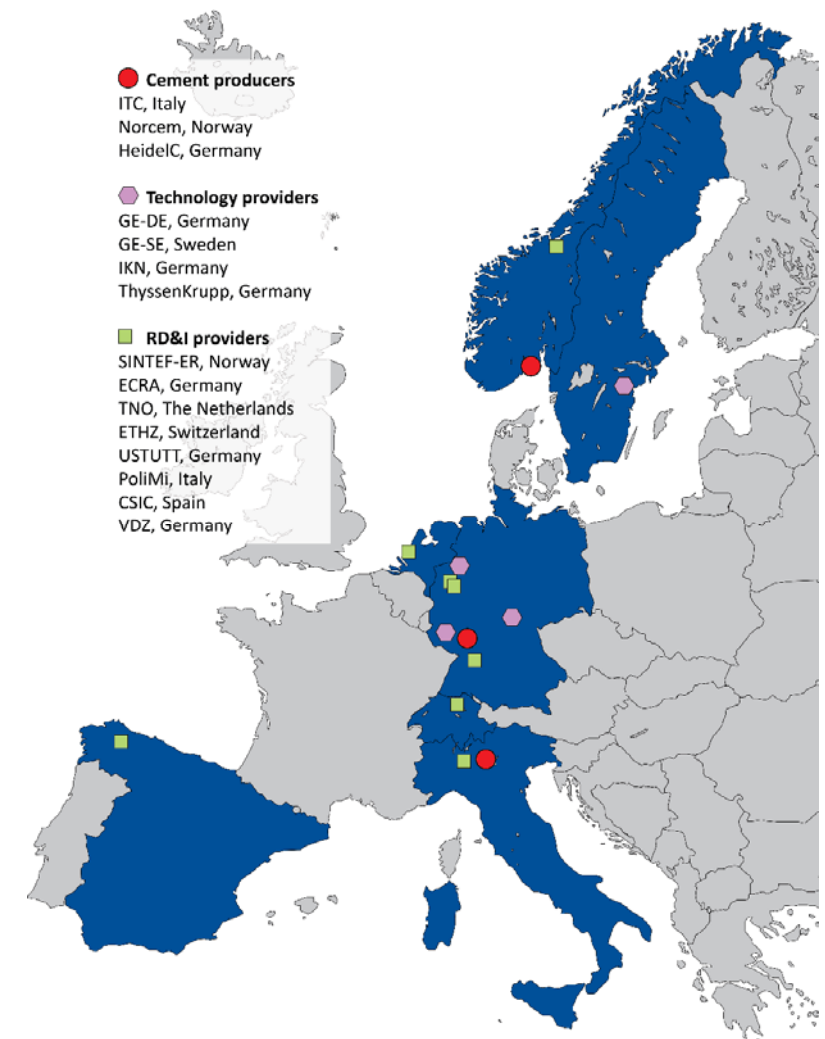 Cement producers
ITC, Italy
Norcem, Norway
HeidelC, Germany
Technology providers
GE-DE, Germany
GE-SE, Sweden
IKN, Germany
ThyssenKrupp, Germany
RD&I providers
SINTEF-ER, Norway
ECRA, Germany
TNO, The Netherlands
ETHZ, Switzerland
USTUTT, Germany
PoliMi, Italy
CSIC, Spain
VDZ, Germany